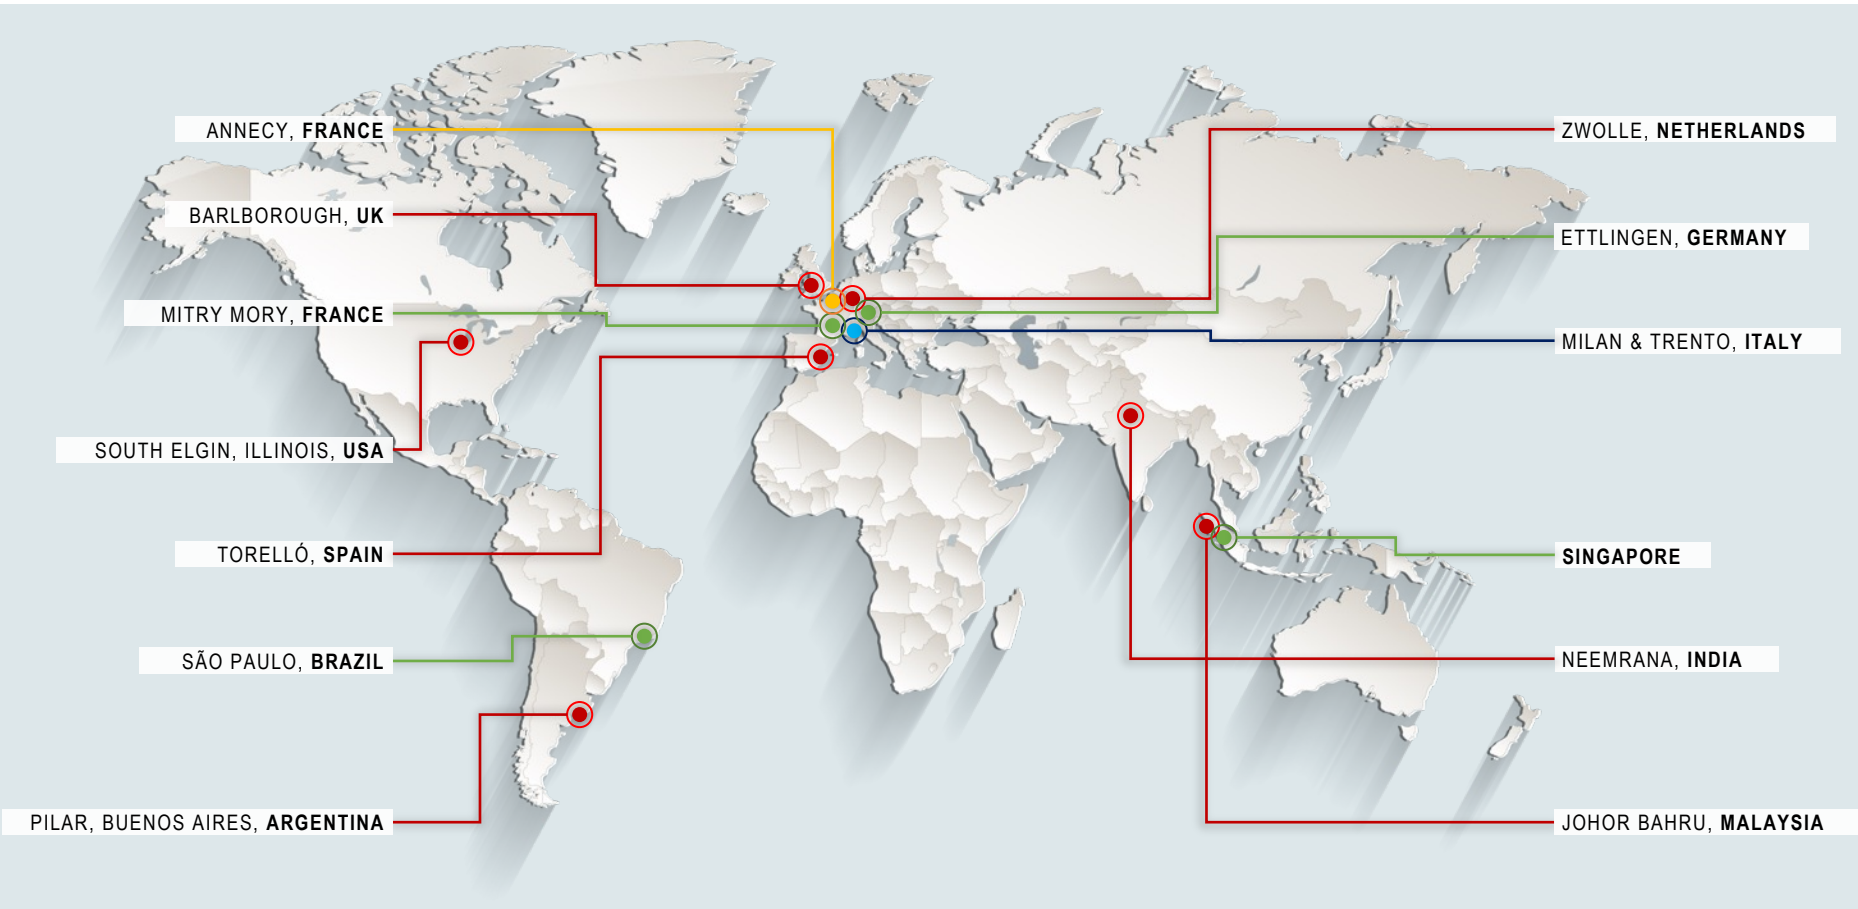 ANNECY, FRANCE
BARLBOROUGH, UK
MITRY MORY, FRANCE
SOUTH ELGIN, ILLINOIS, USA
TORELLÓ, SPAIN
SÃO PAULO, BRAZIL
PILAR, BUENOS AIRES, ARGENTINA
ZWOLLE, NETHERLANDS
ETTLINGEN, GERMANY
MILAN & TRENTO, ITALY
SINGAPORE
NEEMRANA, INDIA
JOHOR BAHRU, MALAYSIA